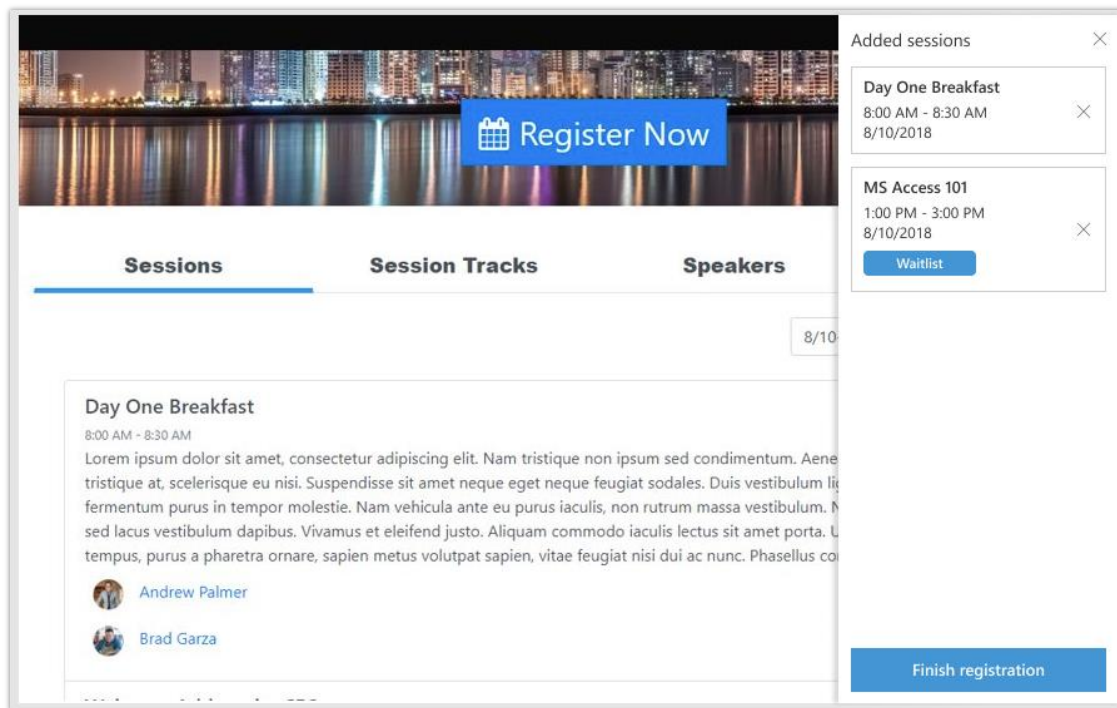 Register Now
Sessions
Session Tracks
Speakers
8/10
Day One Breakfast
8:00 AM - 8:30 AM
Lorem ipsum dolor sit amet, consectetur adipiscing elit. Nam tristique non ipsum sed condimentum. Aene
tristique at, scelerisque eu nisi. Suspendisse sit amet neque eget neque feugiat sodales. Duis vestibulum li
fermentum purus in tempor molestie. Nam vehicula ante eu purus iaculis, non rutrum massa vestibulum. N
sed lacus vestibulum dapibus. Vivamus et eleifend justo. Aliquam commodo iaculis lectus sit amet porta. U
tempus, purus a pharetra ornare, sapien metus volutpat sapien, vitae feugiat nisi dui ac nunc. Phasellus co
Andrew Palmer
Brad Garza
Added sessions
Day One Breakfast
8:00 AM - 8:30 AM
8/10/2018
MS Access 101
1:00 PM - 3:00 PM
8/10/2018
Waitlist
Finish registration